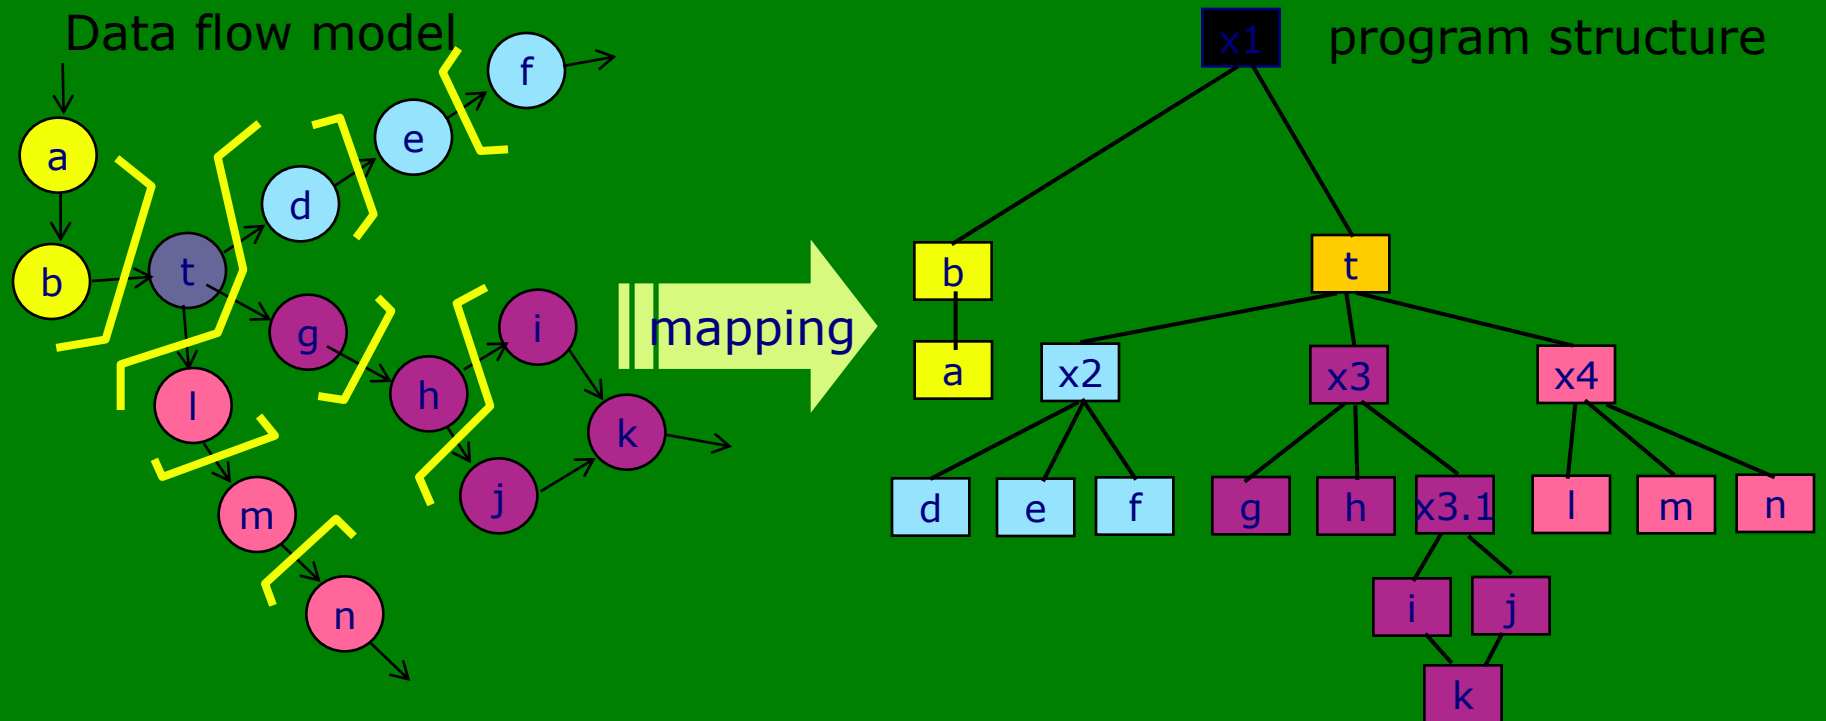 Data flow model
a
b
t
d
e
f
g
h
i
j
k
l
m
n
mapping
program structure
x1
b
a
t
x2
x3
x4
d
e
f
g
h
x3.1
l
m
n
i
j
k